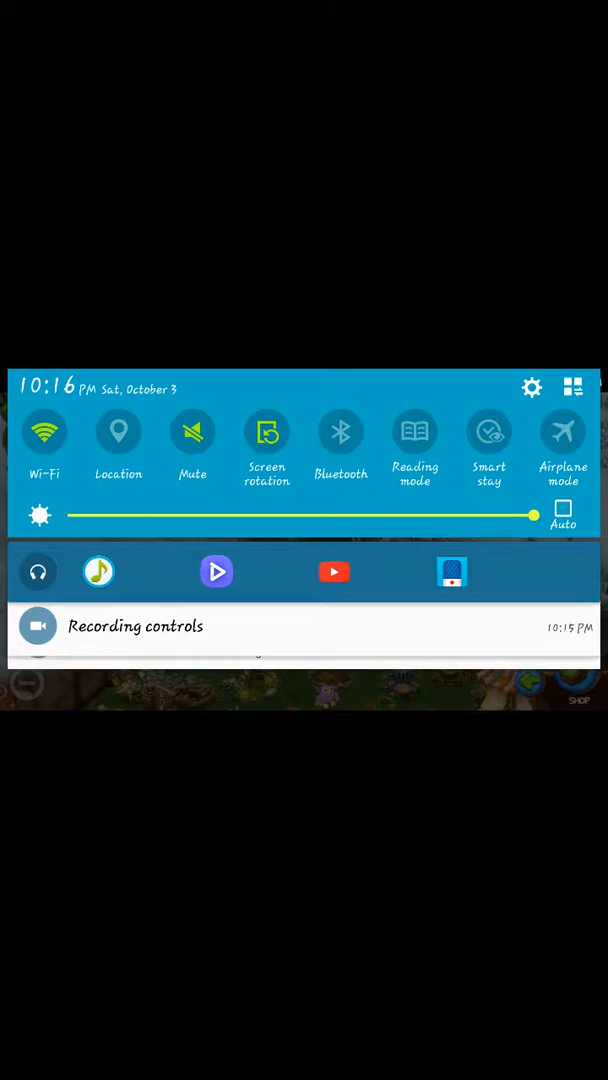 10:16 PM Sat, October 3
Wi-Fi
Location
Mute
Screen
rotation
Bluetooth
Reading
mode
Smart
stay
Airplane
mode
Auto
Recording controls
10:15 PM
SHOP